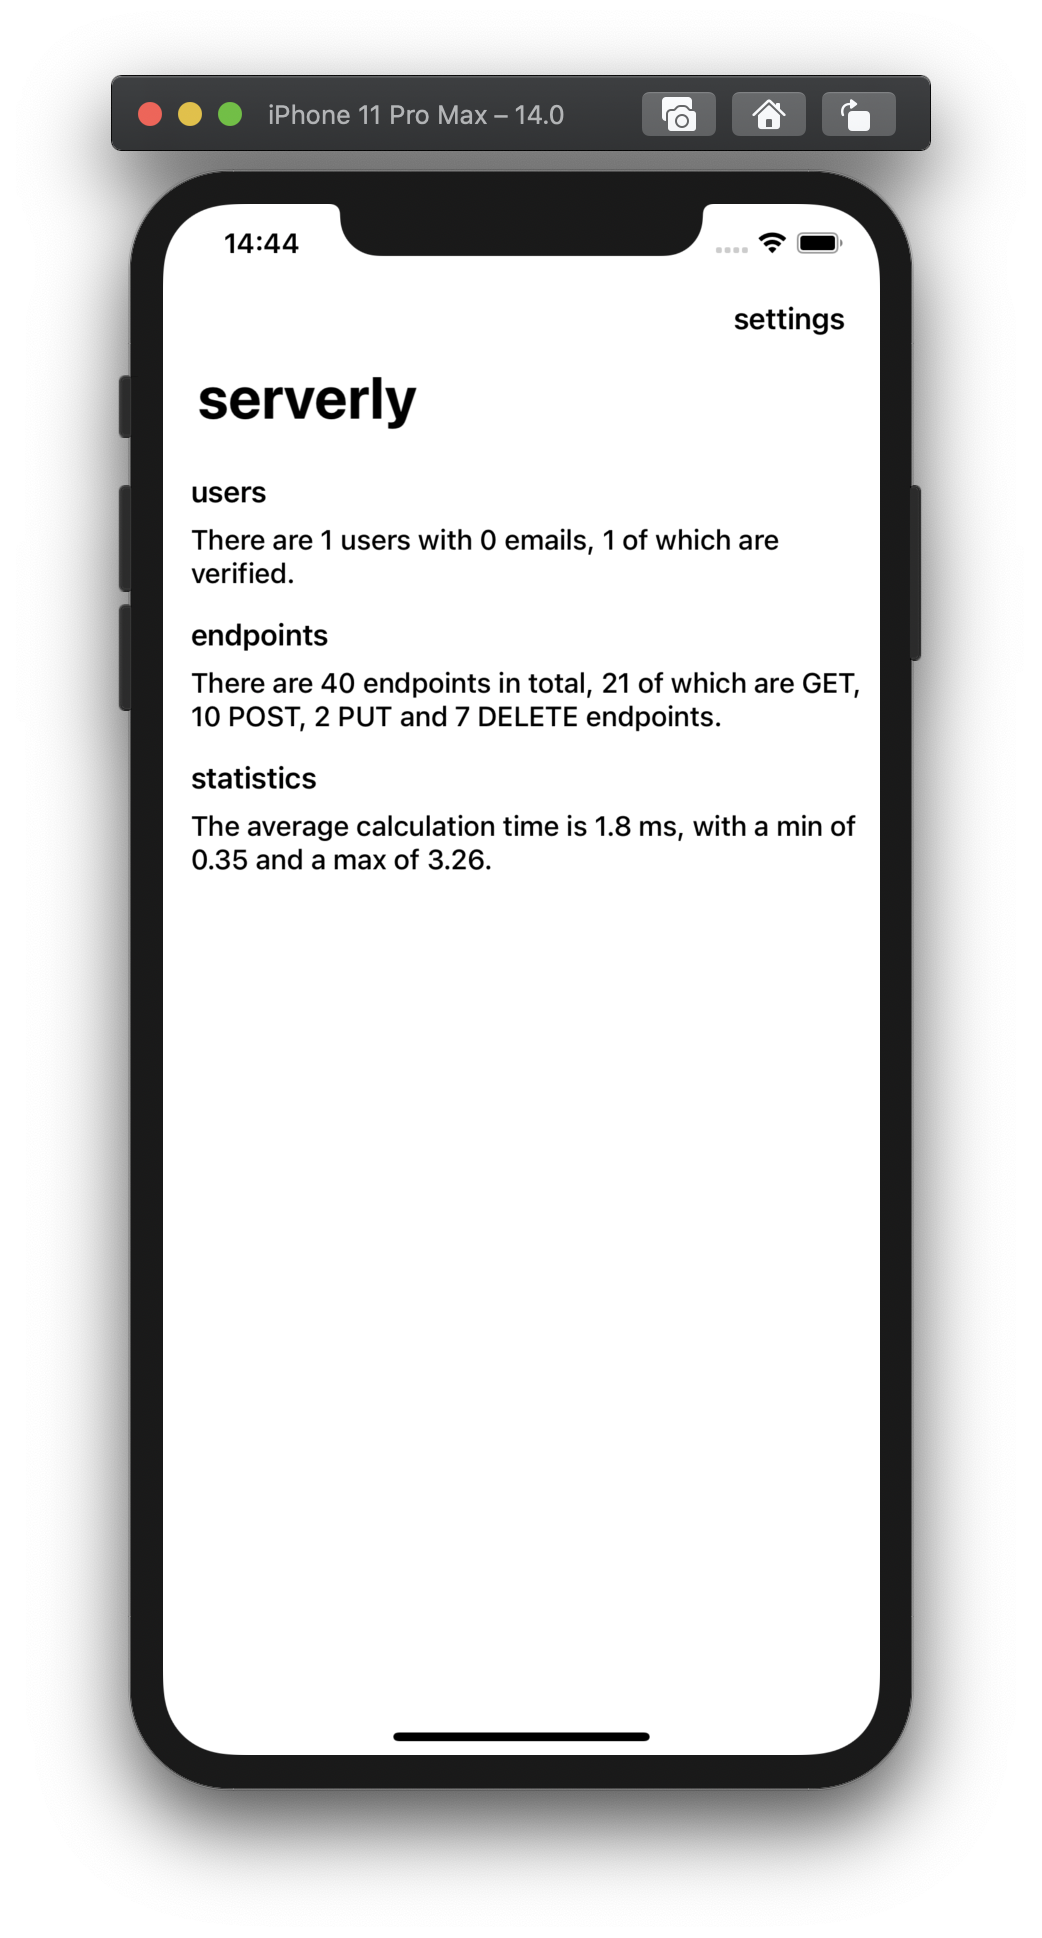 iPhone 11 Pro Max – 14.0
14:44
settings
serverly
users
There are 1 users with 0 emails, 1 of which are
verified.
endpoints
There are 40 endpoints in total, 21 of which are GET,
10 POST, 2 PUT and 7 DELETE endpoints.
statistics
The average calculation time is 1.8 ms, with a min of
0.35 and a max of 3.26.